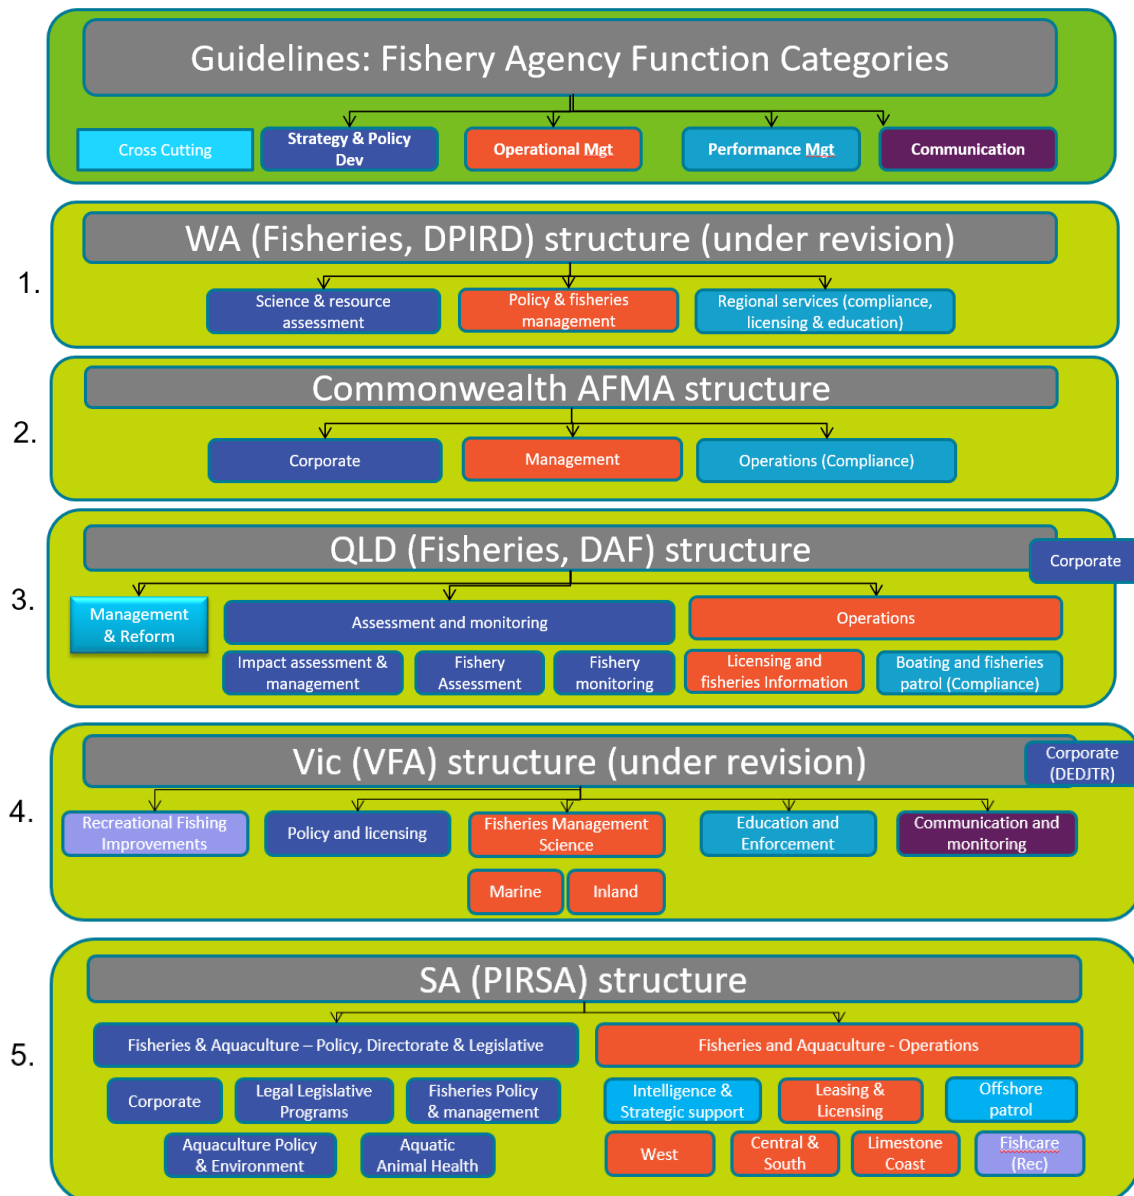 Guidelines: Fishery Agency Function Categories
Cross Cutting
Strategy & Policy
Dev
Operational Mgt
Performance Mgt
Communication
1.
WA (Fisheries, DPIRD) structure (under revision)
Science & resource
assessment
Policy & fisheries
management
Regional services (compliance,
licensing & education)
2.
Commonwealth AFMA structure
Corporate
Management
Operations (Compliance)
3.
QLD (Fisheries, DAF) structure
Corporate
Management
& Reform
Assessment and monitoring
Operations
Impact assessment &
management
Fishery
Assessment
Fishery
monitoring
Licensing and
fisheries Information
Boating and fisheries
patrol (Compliance)
4.
Vic (VFA) structure (under revision)
Corporate
(DEDJTR)
Recreational Fishing
Improvements
Policy and licensing
Fisheries Management
Science
Education and
Enforcement
Communication and
monitoring
Marine
Inland
5.
SA (PIRSA) structure
Fisheries & Aquaculture – Policy, Directorate & Legislative
Fisheries and Aquaculture - Operations
Corporate
Legal Legislative
Programs
Fisheries Policy
& management
Intelligence &
Strategic support
Leasing &
Licensing
Offshore
patrol
Aquaculture Policy
& Environment
Aquatic
Animal Health
West
Central &
South
Limestone
Coast
Fishcare
(Rec)